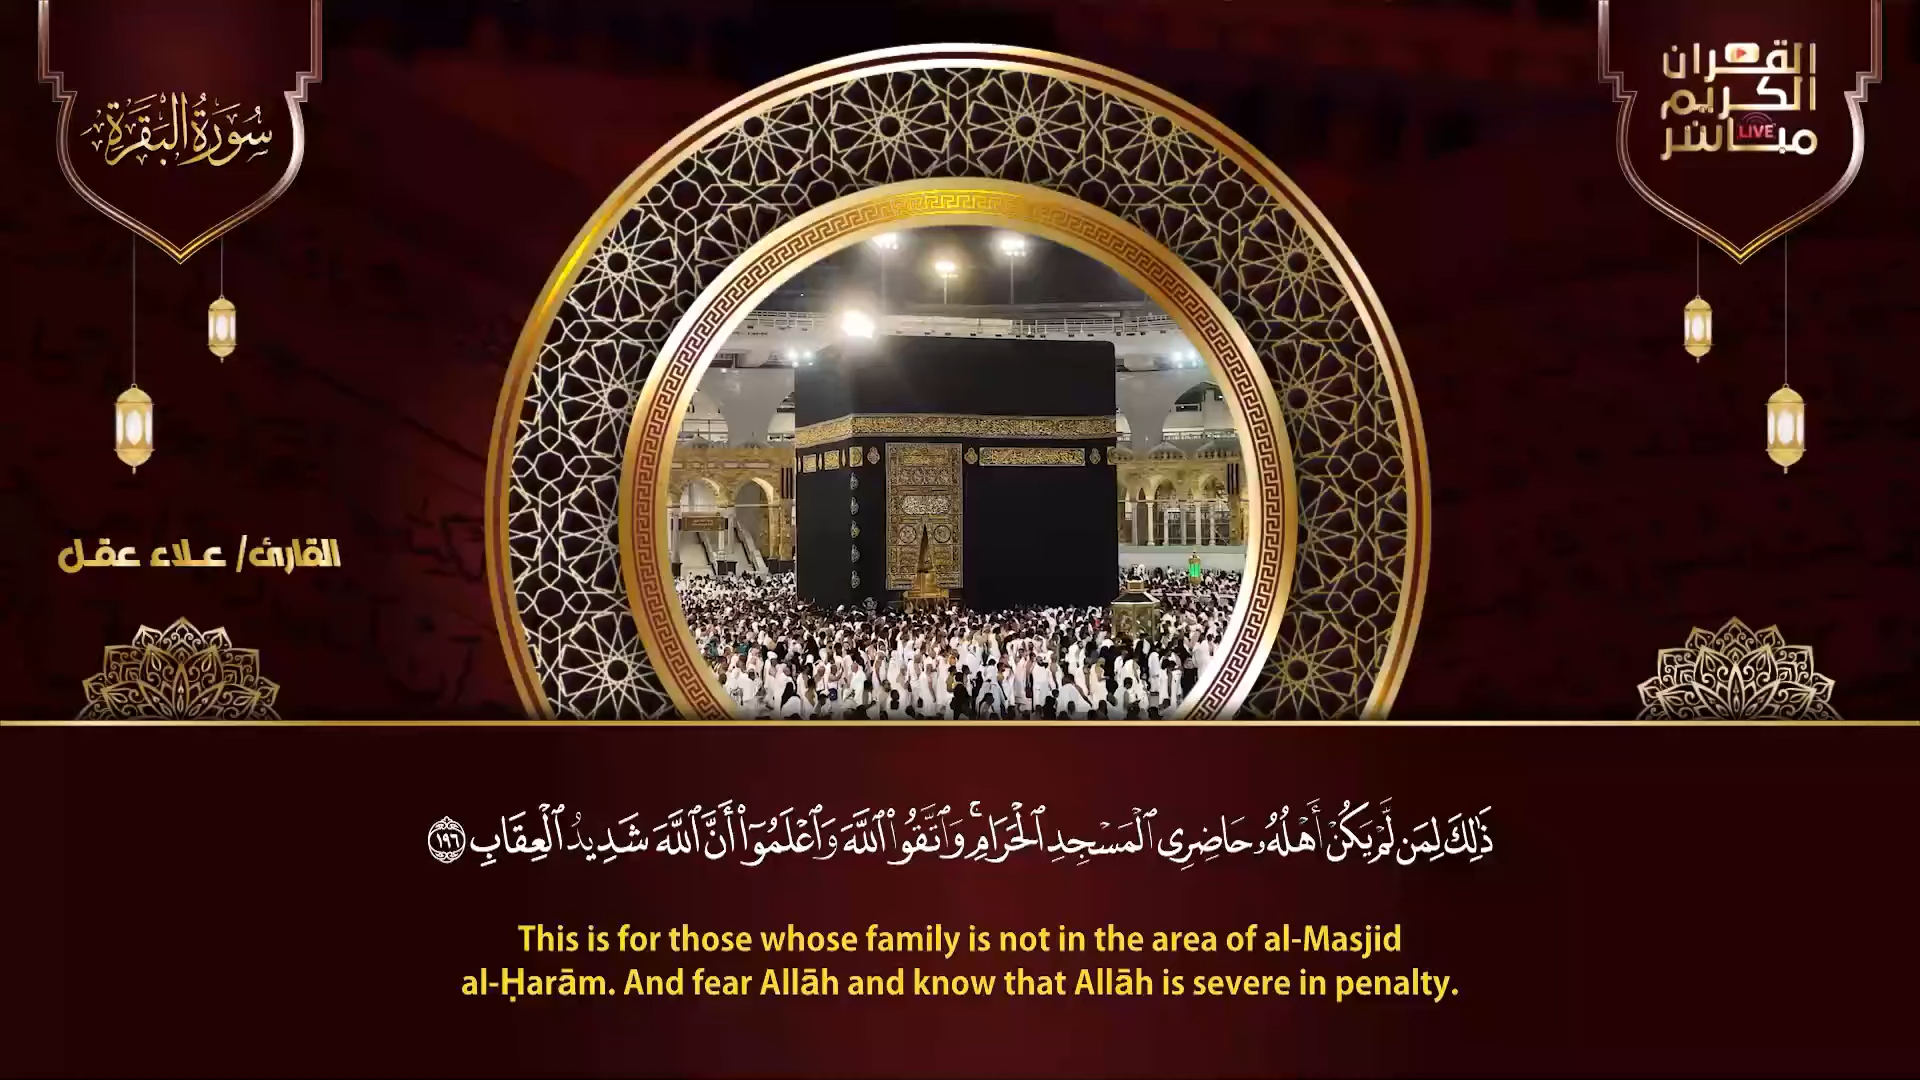 سُورَةُ الْبَقَرَةِ
القرآن
الكريم
مباشر
LIVE
القارئ/ علاء عقل
ذَٰلِكَ لِمَن لَّمْ يَكُنْ أَهْلُهُۥ حَاضِرِى ٱلْمَسْجِدِ ٱلْحَرَامِ ۚ وَٱتَّقُوا۟ ٱللَّهَ وَٱعْلَمُوٓا۟ أَنَّ ٱللَّهَ شَدِيدُ ٱلْعِقَابِ ١٩٦
This is for those whose family is not in the area of al-Masjid
al-Ḥarām. And fear Allāh and know that Allāh is severe in penalty.